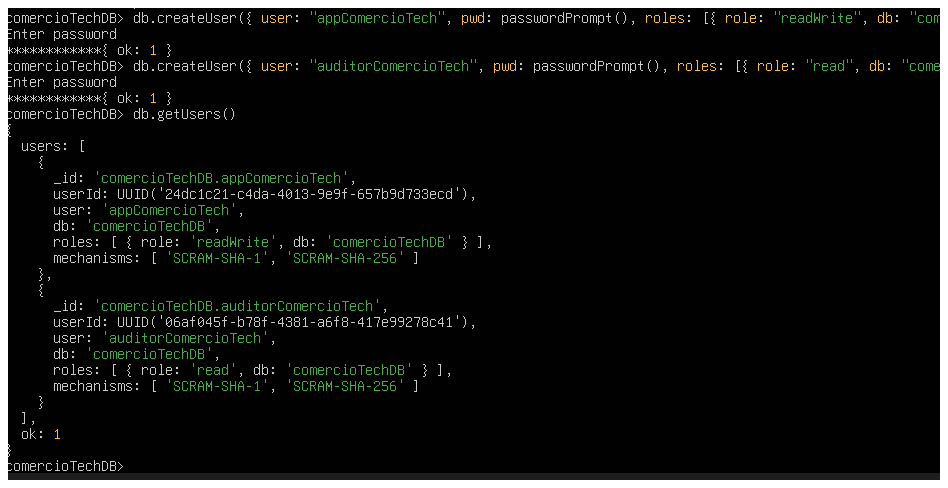 comercioTechDB> db.createUser({ user: "appComercioTech", pwd: passwordPrompt(), roles: [{ role: "readWrite", db: "com
Enter password
************{ ok: 1 }
comercioTechDB> db.createUser({ user: "auditorComercioTech", pwd: passwordPrompt(), roles: [{ role: "read", db: "come
Enter password
************{ ok: 1 }
comercioTechDB> db.getUsers()
{
  users: [
    {
      _id: 'comercioTechDB.appComercioTech',
      userId: UUID('24dc1c21-c4da-4013-9e9f-657b9d733ecd'),
      user: 'appComercioTech',
      db: 'comercioTechDB',
      roles: [ { role: 'readWrite', db: 'comercioTechDB' } ],
      mechanisms: [ 'SCRAM-SHA-1', 'SCRAM-SHA-256' ]
    },
    {
      _id: 'comercioTechDB.auditorComercioTech',
      userId: UUID('06af045f-b78f-4381-a6f8-417e99278c41'),
      user: 'auditorComercioTech',
      db: 'comercioTechDB',
      roles: [ { role: 'read', db: 'comercioTechDB' } ],
      mechanisms: [ 'SCRAM-SHA-1', 'SCRAM-SHA-256' ]
    }
  ],
  ok: 1
}
comercioTechDB>